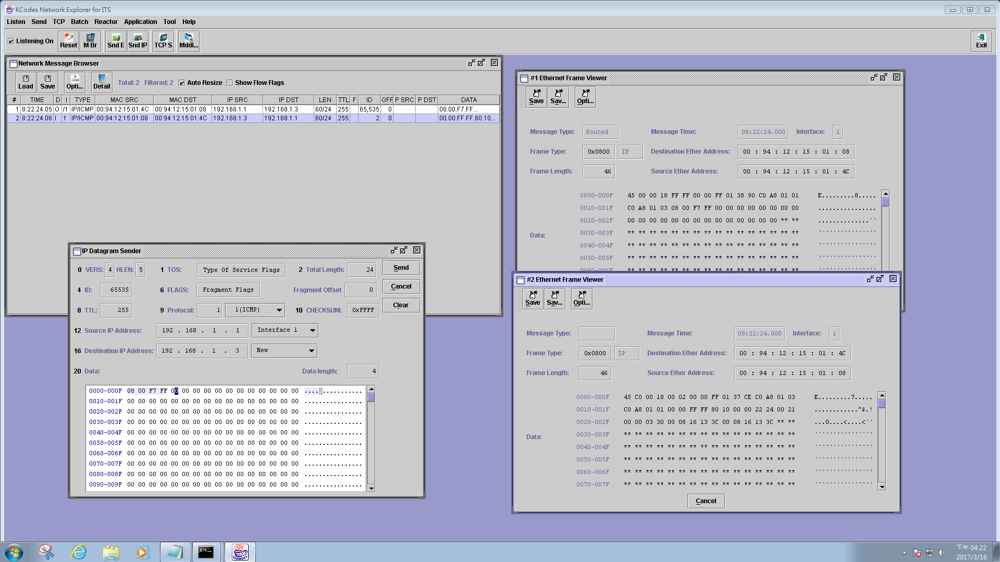 KCodes Network Explorer for ITS
Listen Send TCP Batch Reactor Application Tool Help
Listening On Reset M Br Snd E Snd IP TCP S Mddl... Exit
Network Message Browser
Load Save Opti... Detail Total: 2 Filtered: 2 Auto Resize Show Flow Flags
# TIME D I TYPE MAC SRC MAC DST IP SRC IP DST LEN TTL F ID OFF P SRC P DST DATA
1 8:22:24.05 O /1 IP/ICMP 00:94:12:15:01:4C 00:94:12:15:01:08 192.168.1.1 192.168.1.3 60/24 255 65,535 0 08.00.F7.FF...
2 8:22:24.06 I 1 IP/ICMP 00:94:12:15:01:08 00:94:12:15:01:4C 192.168.1.3 192.168.1.1 60/24 255 2 0 00.00.FF.FF.80.10...
IP Datagram Sender
0 VERS: 4 HLEN: 5 1 TOS: Type Of Service Flags 2 Total Length: 24 Send
4 ID: 65535 6 FLAGS: Fragment Flags Fragment Offset 0 Cancel
8 TTL: 255 9 Protocol: 1 1(ICMP) 10 CHECKSUM: 0xFFFF Clear
12 Source IP Address: 192 . 168 . 1 . 1 Interface 1
16 Destination IP Address: 192 . 168 . 1 . 3 New
20 Data: Data length: 4
0000-000F 08 00 F7 FF 00 00 00 00 00 00 00 00 00 00 00 00 ................
0010-001F 00 00 00 00 00 00 00 00 00 00 00 00 00 00 00 00 ................
0020-002F 00 00 00 00 00 00 00 00 00 00 00 00 00 00 00 00 ................
0030-003F 00 00 00 00 00 00 00 00 00 00 00 00 00 00 00 00 ................
0040-004F 00 00 00 00 00 00 00 00 00 00 00 00 00 00 00 00 ................
0050-005F 00 00 00 00 00 00 00 00 00 00 00 00 00 00 00 00 ................
0060-006F 00 00 00 00 00 00 00 00 00 00 00 00 00 00 00 00 ................
0070-007F 00 00 00 00 00 00 00 00 00 00 00 00 00 00 00 00 ................
0080-008F 00 00 00 00 00 00 00 00 00 00 00 00 00 00 00 00 ................
0090-009F 00 00 00 00 00 00 00 00 00 00 00 00 00 00 00 00 ................
#1 Ethernet Frame Viewer
Save Sav... Opti...
Message Type: Routed Message Time: 08:22:24.000 Interface: 1
Frame Type: 0x0800 IP Destination Ether Address: 00 : 94 : 12 : 15 : 01 : 08
Frame Length: 46 Source Ether Address: 00 : 94 : 12 : 15 : 01 : 4C
Data:
0000-000F 45 00 00 18 FF FF 00 00 FF 01 38 90 C0 A8 01 01 E.........8.....
0010-001F C0 A8 01 03 08 00 F7 FF 00 00 00 00 00 00 00 00 ................
0020-002F 00 00 00 00 00 00 00 00 00 00 00 00 00 00 ** ** ..............``
0030-003F ** ** ** ** ** ** ** ** ** ** ** ** ** ** ** ** ````````````````
0040-004F ** ** ** ** ** ** ** ** ** ** ** ** ** ** ** ** ````````````````
0050-005F ** ** ** ** ** ** ** ** ** ** ** ** ** ** ** ** ````````````````
0060-006F ** ** ** ** ** ** ** ** ** ** ** ** ** ** ** ** ````````````````
#2 Ethernet Frame Viewer
Save Sav... Opti...
Message Type: Message Time: 08:22:24.000 Interface: 1
Frame Type: 0x0800 IP Destination Ether Address: 00 : 94 : 12 : 15 : 01 : 4C
Frame Length: 46 Source Ether Address: 00 : 94 : 12 : 15 : 01 : 08
Data:
0000-000F 45 C0 00 18 00 02 00 00 FF 01 37 CE C0 A8 01 03 E.........7.....
0010-001F C0 A8 01 01 00 00 FF FF 80 10 00 00 22 24 00 21 ............"$.!
0020-002F 00 00 03 30 00 08 16 13 3C 00 08 16 13 3C ** ** ...0....<....<``
0030-003F ** ** ** ** ** ** ** ** ** ** ** ** ** ** ** ** ````````````````
0040-004F ** ** ** ** ** ** ** ** ** ** ** ** ** ** ** ** ````````````````
0050-005F ** ** ** ** ** ** ** ** ** ** ** ** ** ** ** ** ````````````````
0060-006F ** ** ** ** ** ** ** ** ** ** ** ** ** ** ** ** ````````````````
0070-007F ** ** ** ** ** ** ** ** ** ** ** ** ** ** ** ** ````````````````
Cancel
下午 04:22
2017/3/16